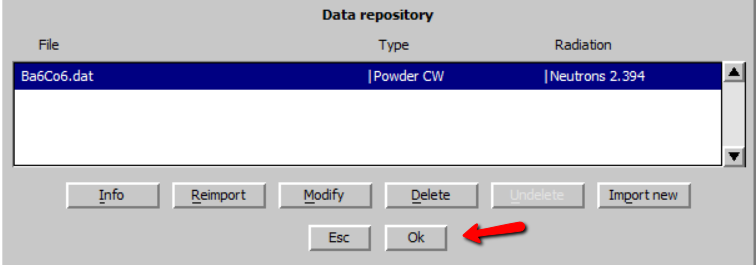 Data repository
File Type Radiation
Ba6Co6.dat |Powder CW |Neutrons 2.394
Info Reimport Modify Delete Undelete Import new
Esc Ok